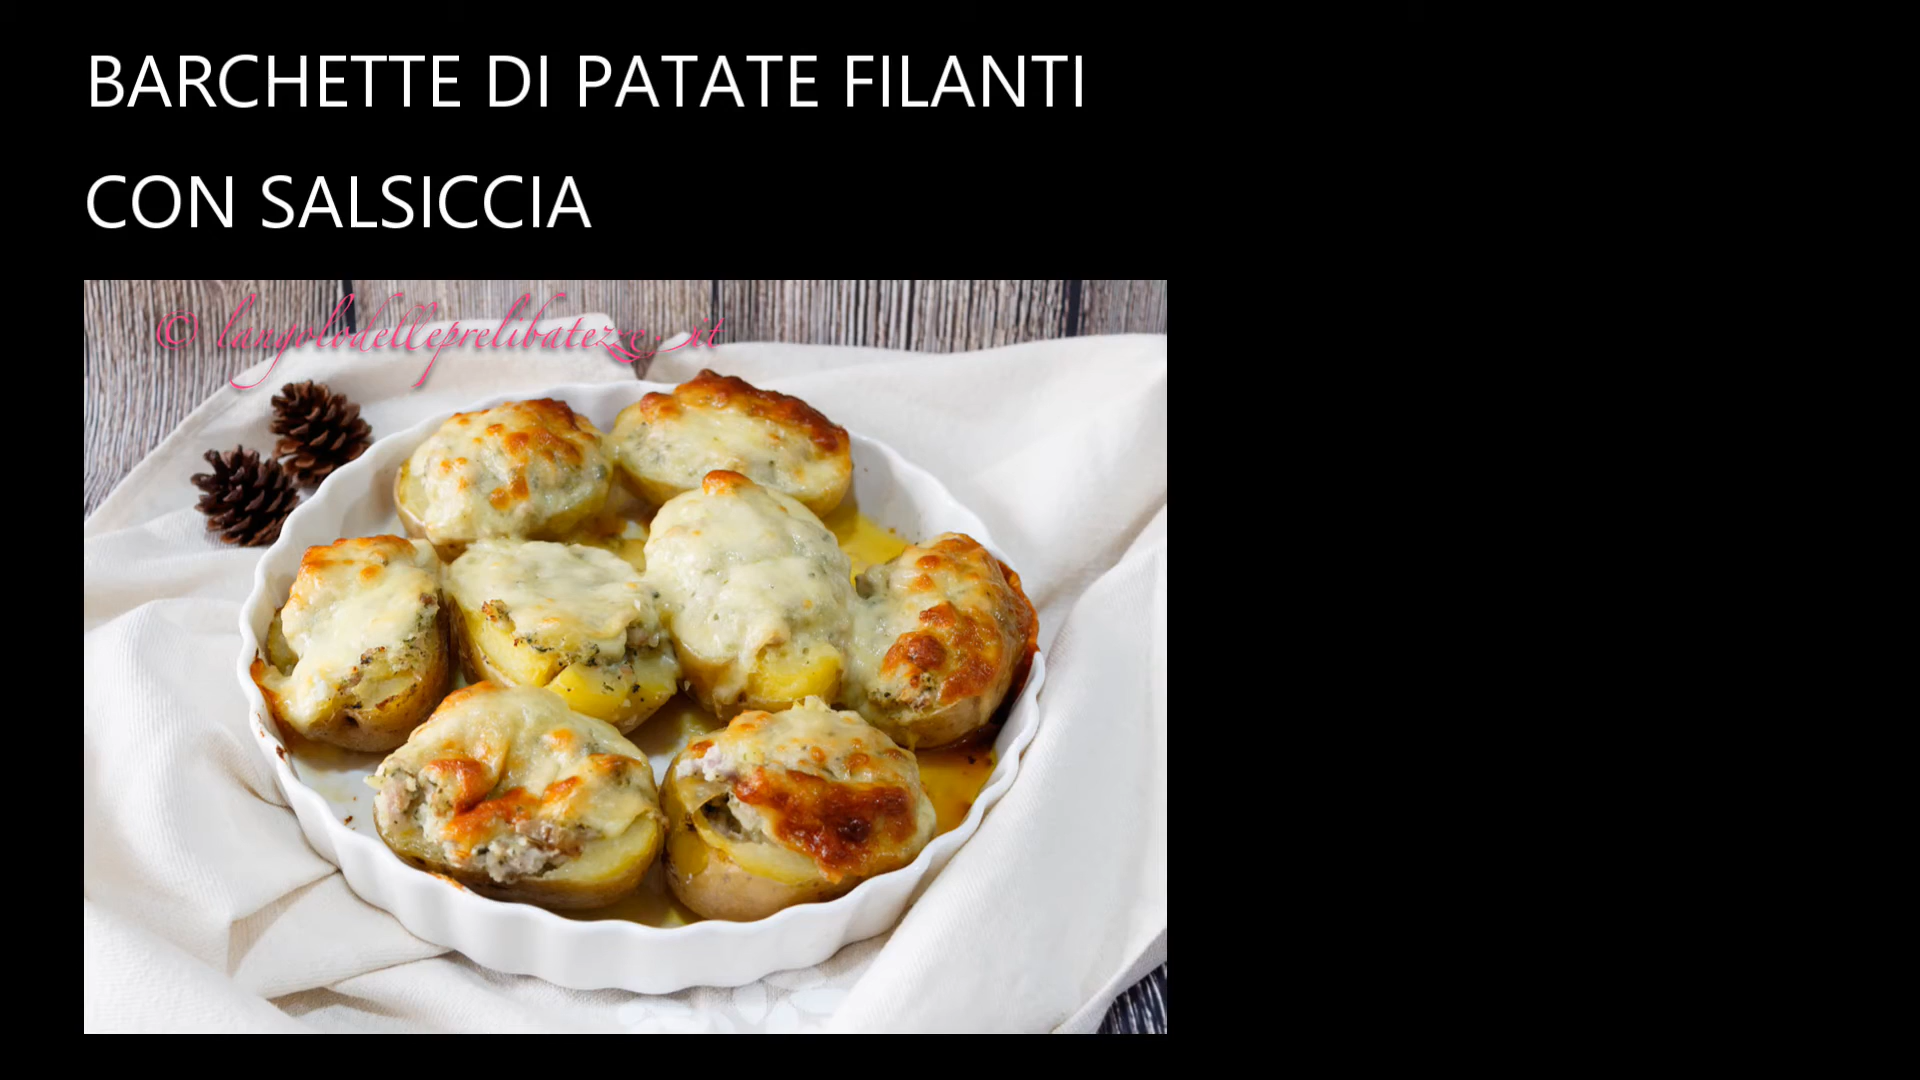 BARCHETTE DI PATATE FILANTI
CON SALSICCIA
© langolodelleprelibatezze.it